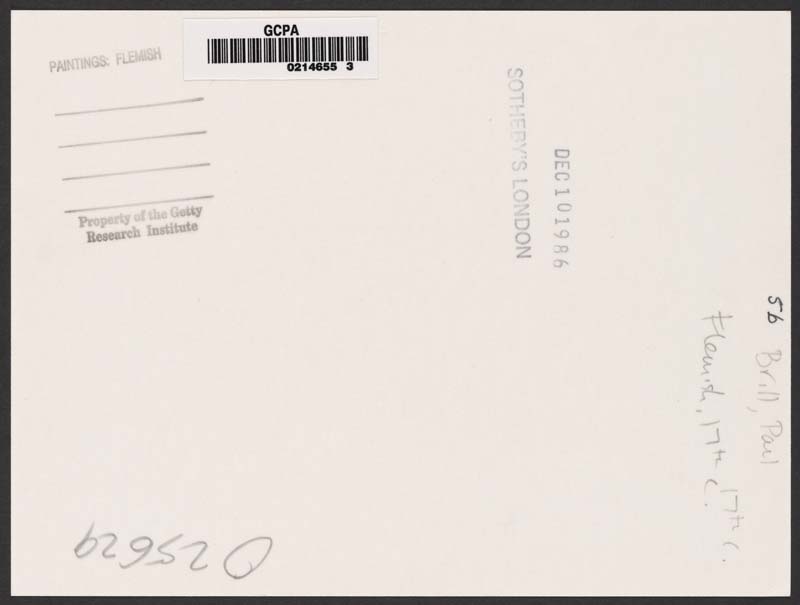 PAINTINGS: FLEMISH
GCPA
0214655 3
Property of the Getty
Research Institute
SOTHEBY'S LONDON
DEC 10 1986
56 Brill, Paul 17th c.
Flemish, 17th c.
025629